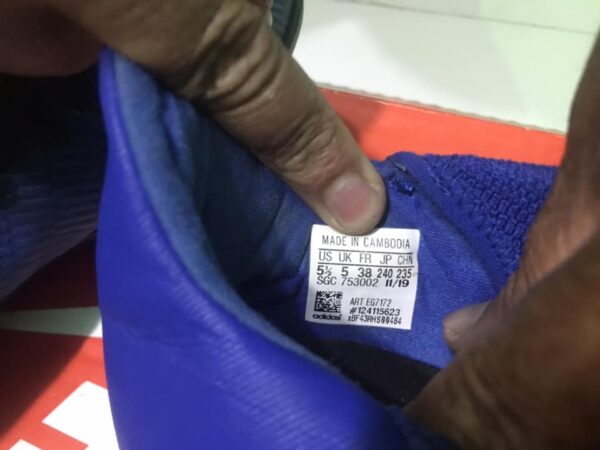 MADE IN CAMBODIA
US UK FR JP CHN
5½ 5 38 240 235
SGC 753002 11/19
ART EG7172
#124115623
adidas